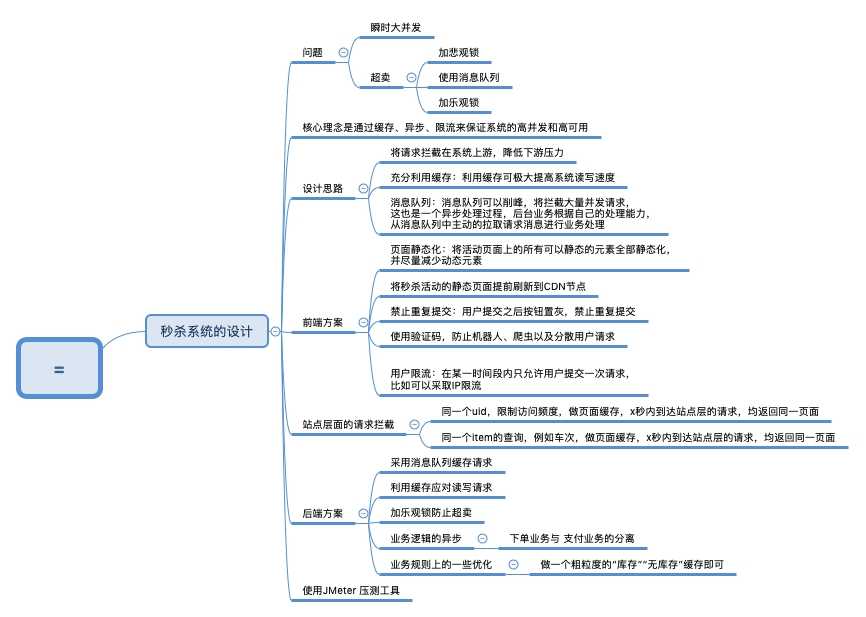 =
秒杀系统的设计
问题
瞬时大并发
超卖
加悲观锁
使用消息队列
加乐观锁
核心理念是通过缓存、异步、限流来保证系统的高并发和高可用
设计思路
将请求拦截在系统上游，降低下游压力
充分利用缓存：利用缓存可极大提高系统读写速度
消息队列：消息队列可以削峰，将拦截大量并发请求，
这也是一个异步处理过程，后台业务根据自己的处理能力，
从消息队列中主动的拉取请求消息进行业务处理
前端方案
页面静态化：将活动页面上的所有可以静态的元素全部静态化，
并尽量减少动态元素
将秒杀活动的静态页面提前刷新到CDN节点
禁止重复提交：用户提交之后按钮置灰，禁止重复提交
使用验证码，防止机器人、爬虫以及分散用户请求
用户限流：在某一时间段内只允许用户提交一次请求，
比如可以采取IP限流
站点层面的请求拦截
同一个uid，限制访问频度，做页面缓存，x秒内到达站点层的请求，均返回同一页面
同一个item的查询，例如车次，做页面缓存，x秒内到达站点层的请求，均返回同一页面
后端方案
采用消息队列缓存请求
利用缓存应对读写请求
加乐观锁防止超卖
业务逻辑的异步
下单业务与 支付业务的分离
业务规则上的一些优化
做一个粗粒度的“库存”“无库存”缓存即可
使用JMeter 压测工具